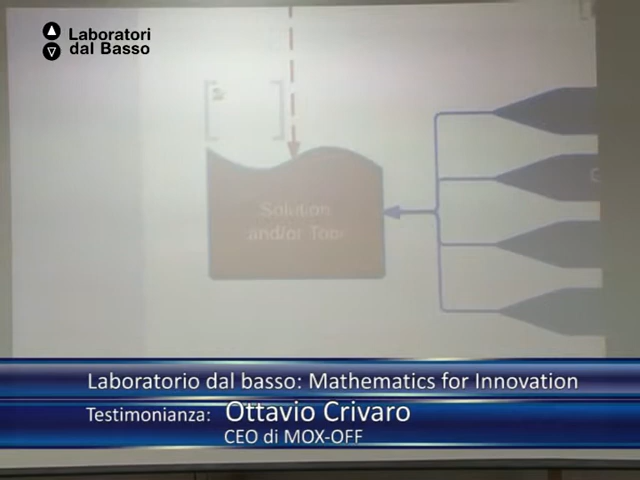 Laboratori
dal Basso
Solution
and/or Tool
Laboratorio dal basso: Mathematics for Innovation
Testimonianza: Ottavio Crivaro
CEO di MOX-OFF